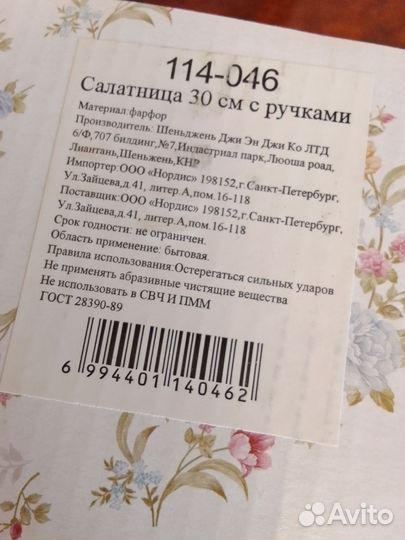 114-046
Салатница 30 см с ручками
Материал:фарфор
Производитель: Шеньджень Джи Эн Джи Ко ЛТД
6/Ф,707 билдинг,№7,Индастриал парк,Лююша роад,
Лиантань,Шеньжень,КНР
Импортер:ООО «Нордис» 198152,г.Санкт-Петербург,
Ул.Зайцева,д.41, литер.А,пом.16-118
Поставщик:ООО «Нордис» 198152,г.Санкт-Петербург,
Ул.Зайцева,д.41, литер.А,пом.16-118
Срок годности: не ограничен.
Область применение: бытовая.
Правила использования:Остерегаться сильных ударов
Не применять абразивные чистящие вещества
Не использовать в СВЧ И ПММ
ГОСТ 28390-89
6 994401 140462
Avito